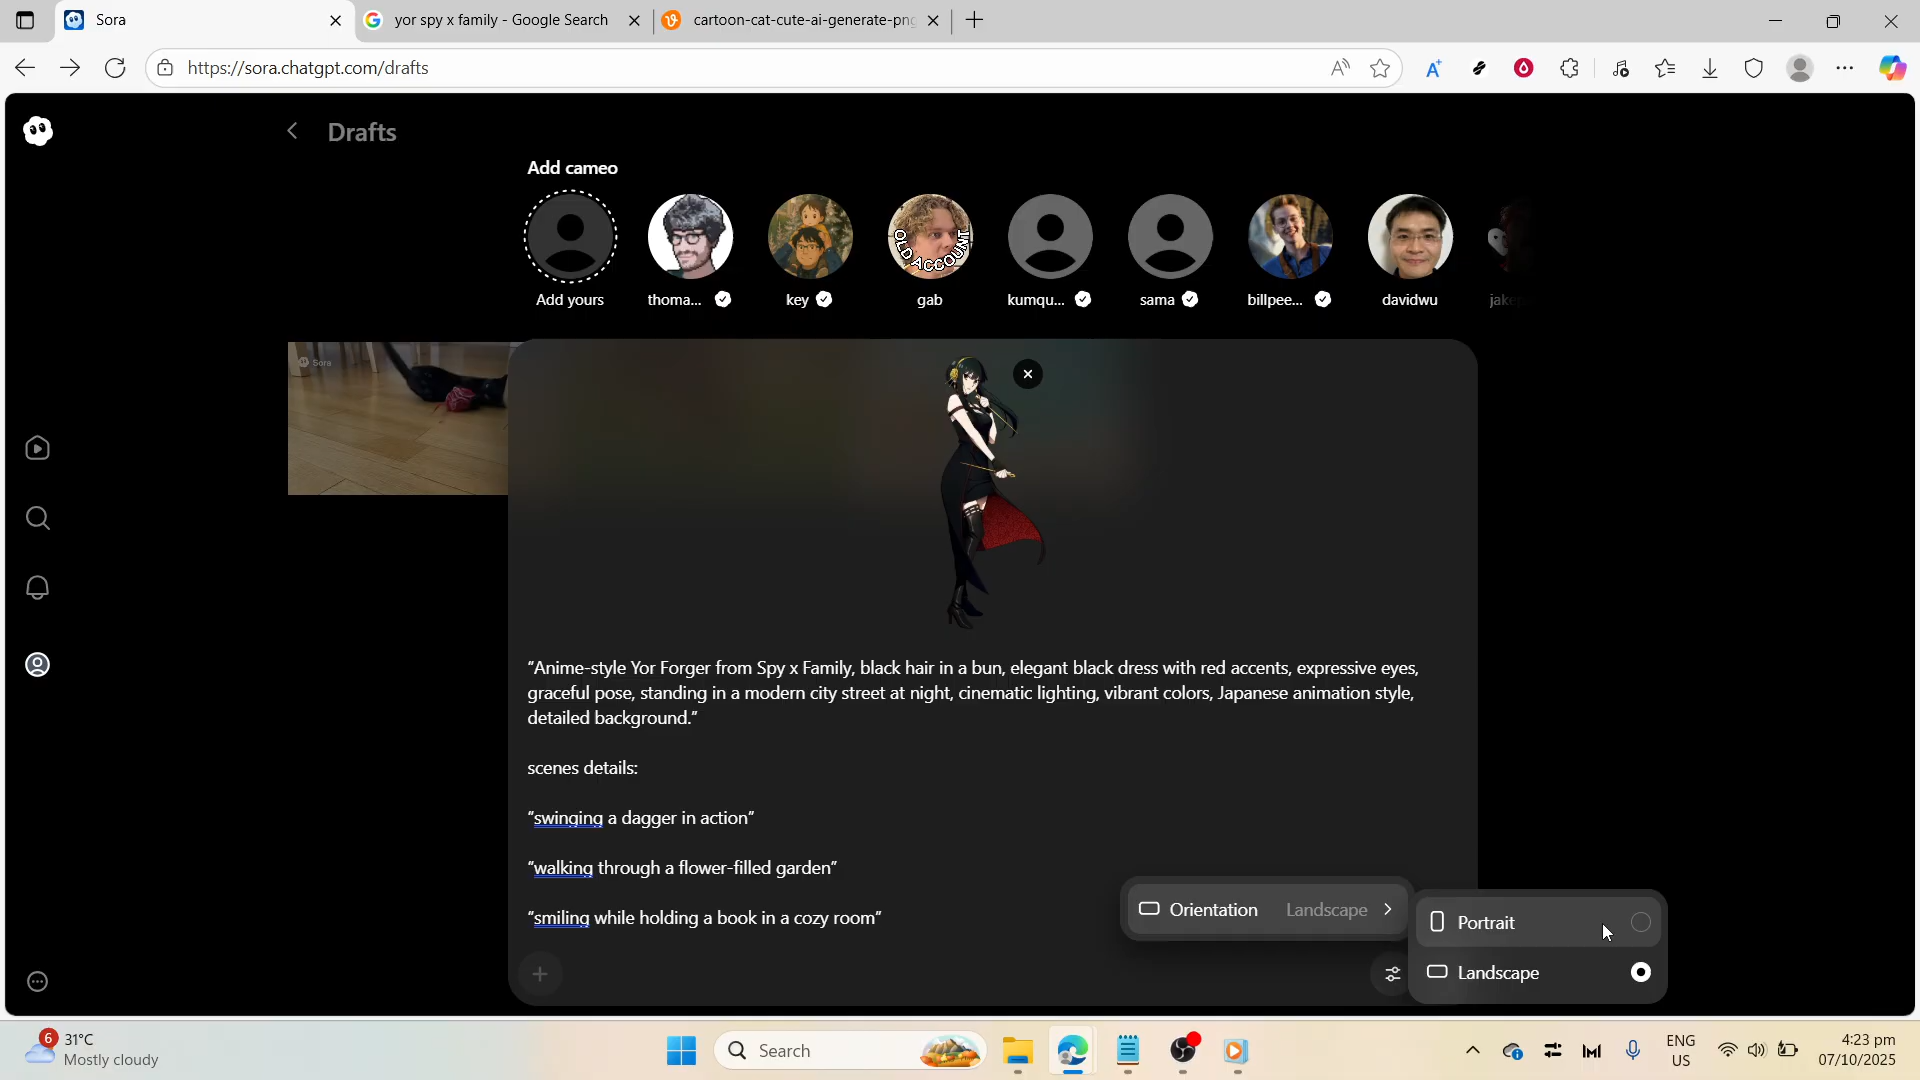 Sora
yor spy x family - Google Search
cartoon-cat-cute-ai-generate-png
https://sora.chatgpt.com/drafts
Drafts
Add cameo
OLD ACCOUNT
Add yours
thoma...
key
gab
kumqu...
sama
billpee...
davidwu
Sora
"Anime-style Yor Forger from Spy x Family, black hair in a bun, elegant black dress with red accents, expressive eyes,
graceful pose, standing in a modern city street at night, cinematic lighting, vibrant colors, Japanese animation style,
detailed background."
scenes details:
"swinging a dagger in action"
"walking through a flower-filled garden"
"smiling while holding a book in a cozy room"
Orientation Landscape
Portrait
Landscape
6
31°C
Mostly cloudy
Search
ENG
US
4:23 pm
07/10/2025